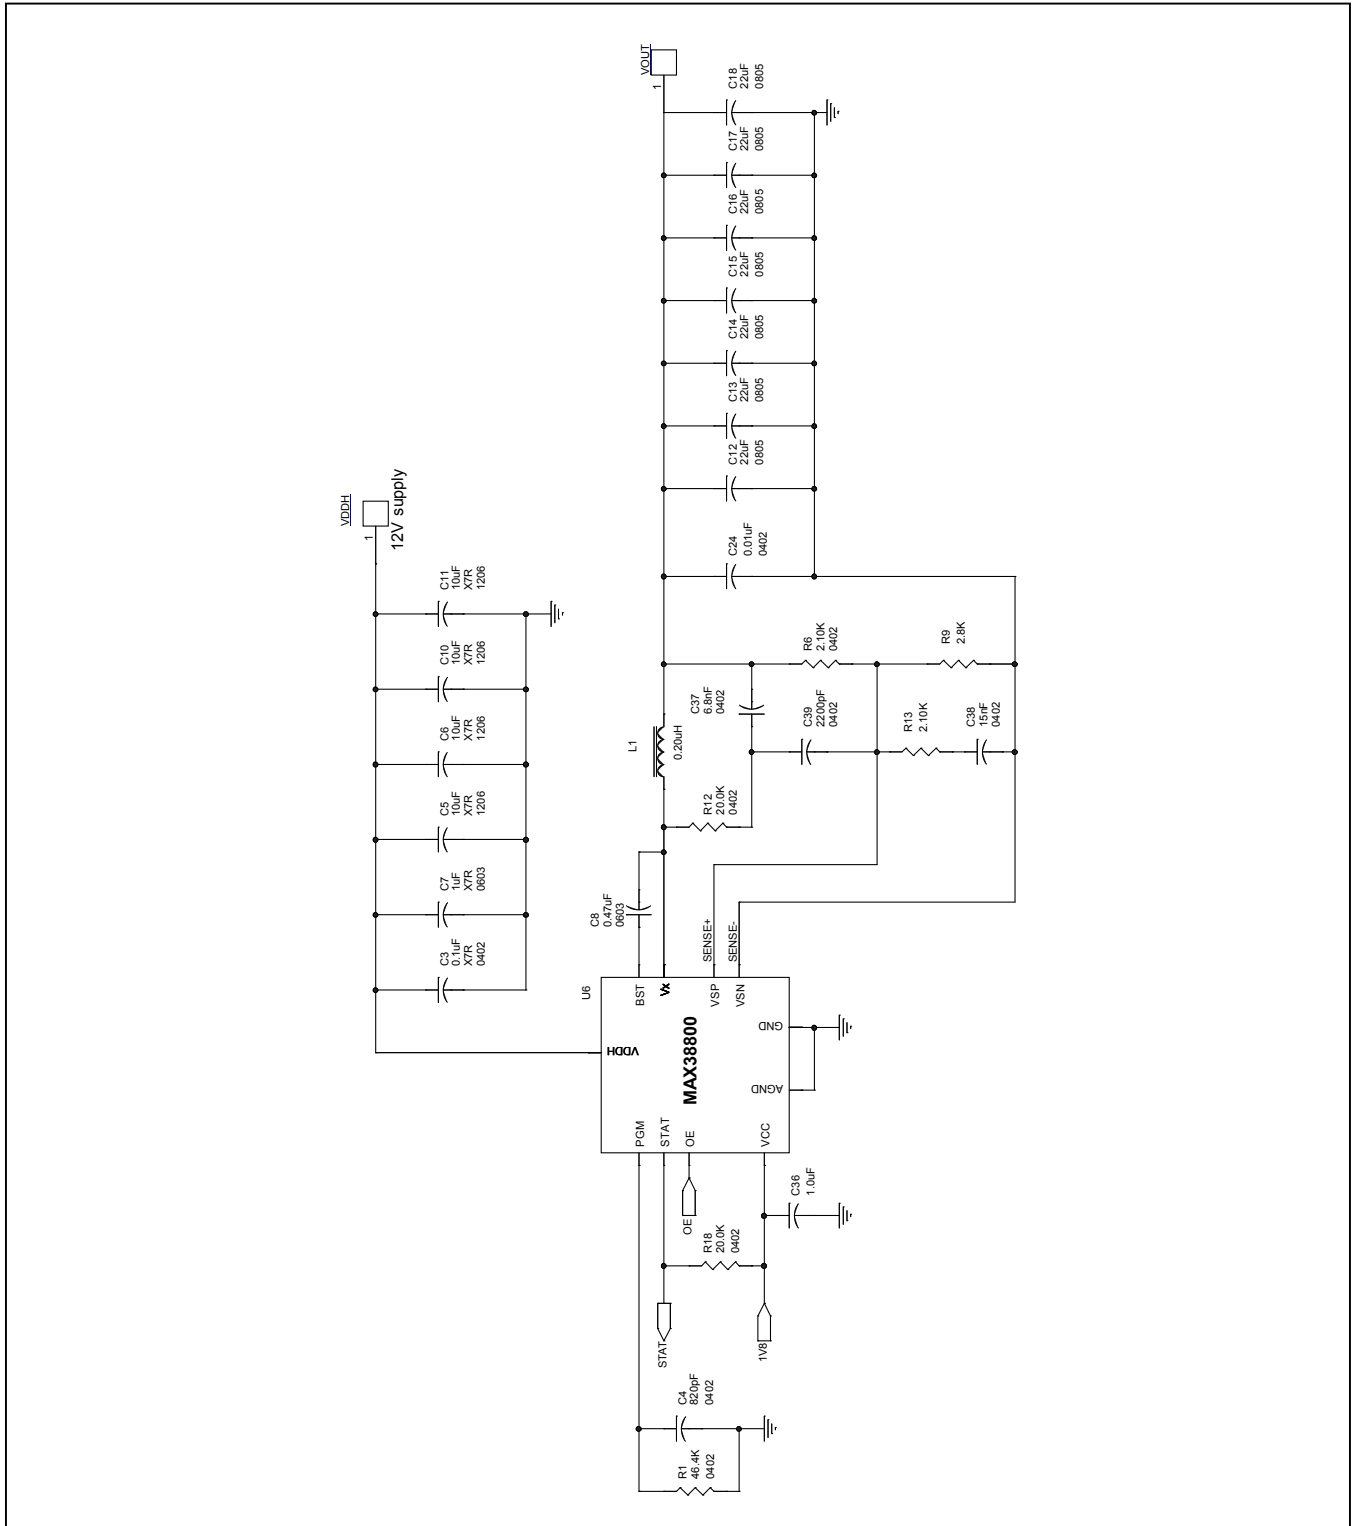 VOUT
1
C18
22uF
0805
C17
22uF
0805
C16
22uF
0805
C15
22uF
0805
C14
22uF
0805
C13
22uF
0805
C12
22uF
0805
C24
0.01uF
0402
VDDH
1
12V supply
C11
10uF
X7R
1206
C10
10uF
X7R
1206
C6
10uF
X7R
1206
C5
10uF
X7R
1206
C7
1uF
X7R
0603
C3
0.1uF
X7R
0402
R6
2.10K
0402
R9
2.8K
C37
6.8nF
0402
C39
2200pF
0402
R13
2.10K
C38
15nF
0402
L1
0.20uH
R12
20.0K
0402
C8
0.47uF
0603
SENSE+
SENSE-
U6
BST
Vx
VSP
VSN
VDDH
MAX38800
GND
AGND
PGM
STAT
OE
VCC
OE
C36
1.0uF
R18
20.0K
0402
STAT
1V8
C4
820pF
0402
R1
46.4K
0402